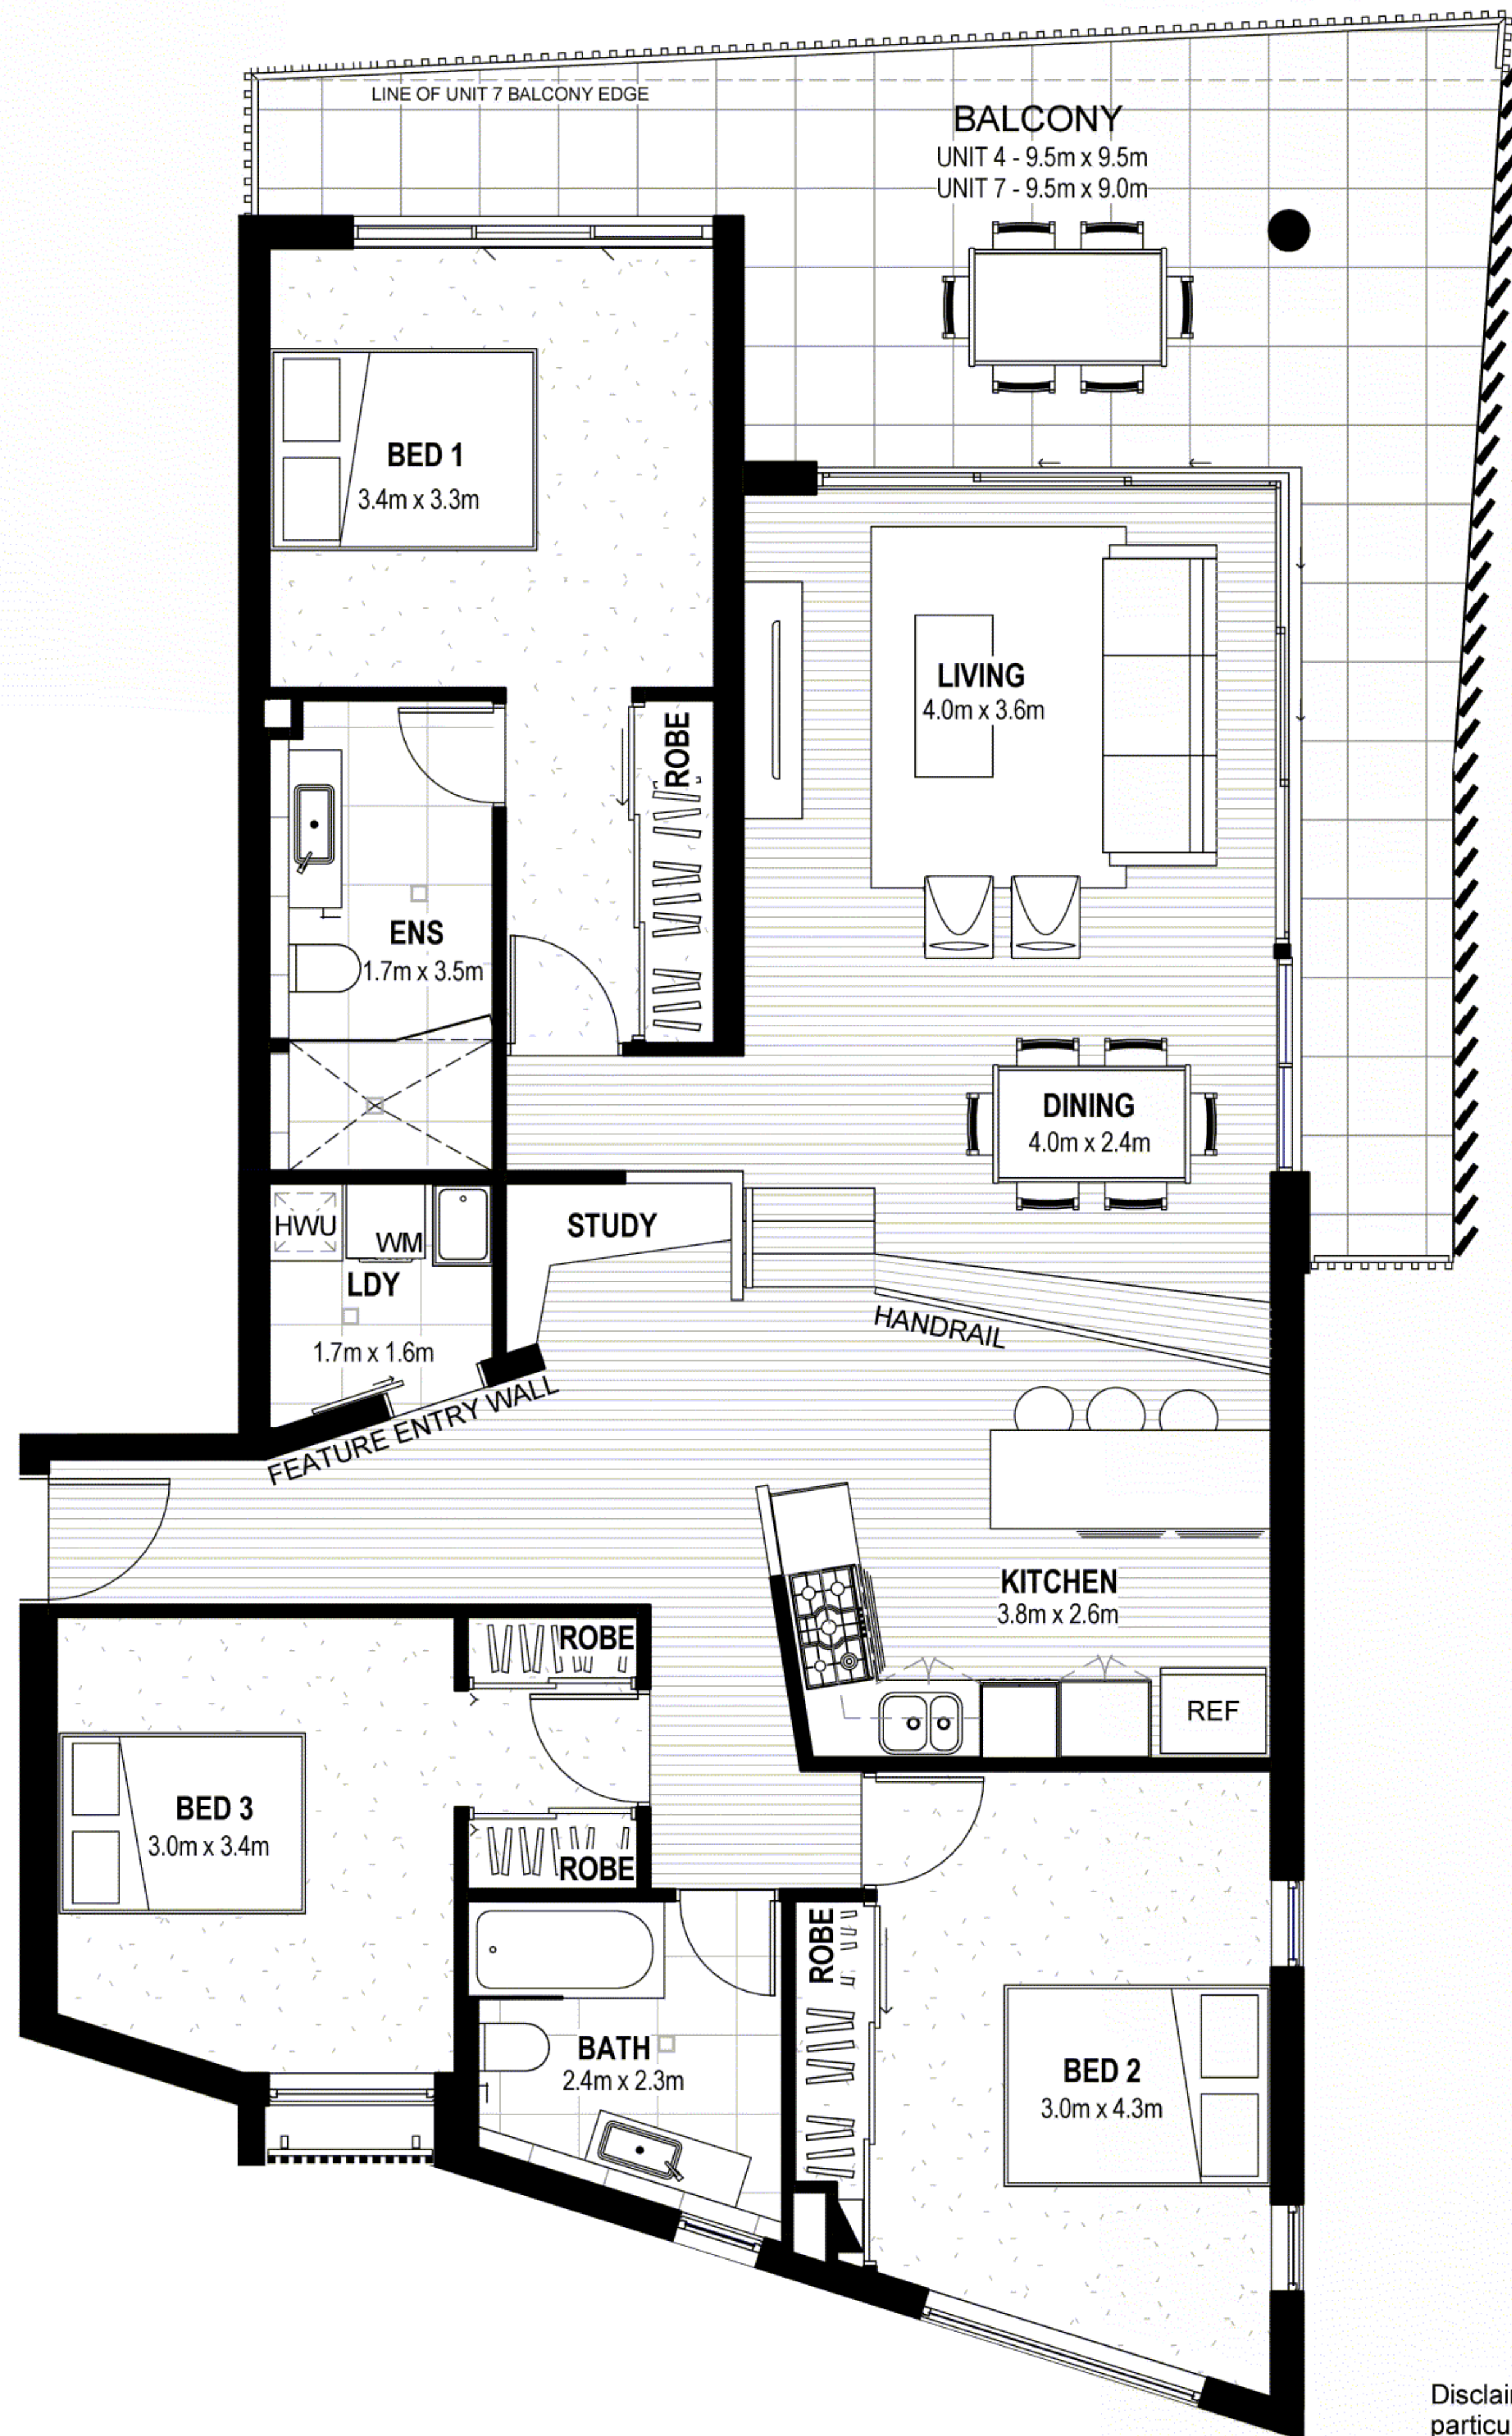 LINE OF UNIT 7 BALCONY EDGE
BALCONY
UNIT 4 - 9.5m x 9.5m
UNIT 7 - 9.5m x 9.0m
BED 1
3.4m x 3.3m
LIVING
4.0m x 3.6m
ROBE
ENS
1.7m x 3.5m
DINING
4.0m x 2.4m
STUDY
HWU
WM
LDY
1.7m x 1.6m
HANDRAIL
FEATURE ENTRY WALL
KITCHEN
3.8m x 2.6m
REF
ROBE
BED 3
3.0m x 3.4m
ROBE
ROBE
BATH
2.4m x 2.3m
BED 2
3.0m x 4.3m
Disclai
particu